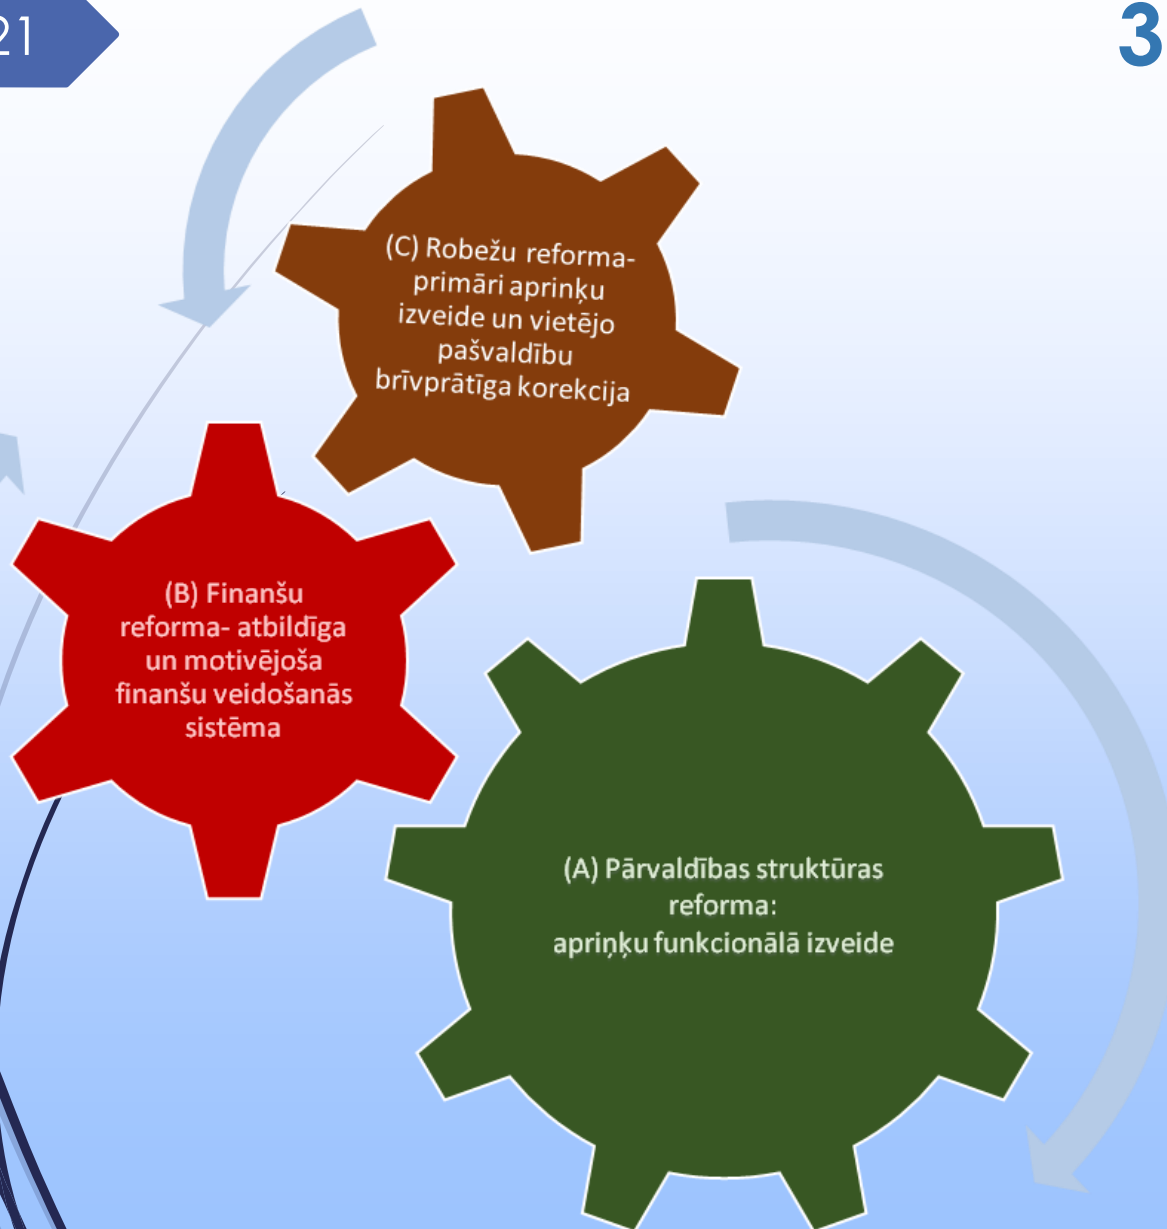 21
3
(C) Robežu reforma-
primāri apriņķu
izveide un vietējo
pašvaldību
brīvprātīga korekcija
(B) Finanšu
reforma- atbildīga
un motivējoša
finanšu veidošanās
sistēma
(A) Pārvaldības struktūras
reforma:
apriņķu funkcionālā izveide